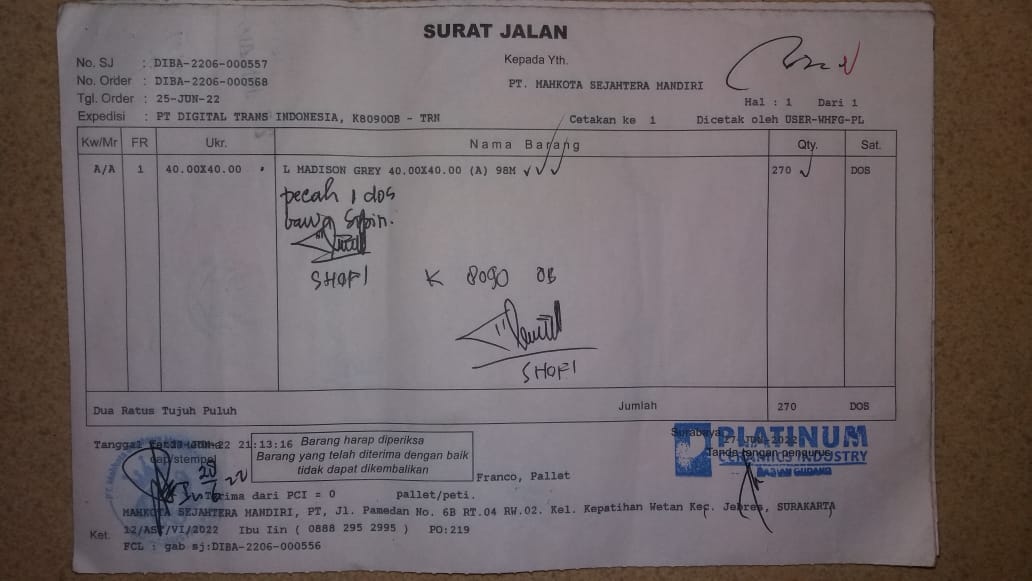 SURAT JALAN
No. SJ : DIBA-2206-000557
No. Order : DIBA-2206-000568
Tgl. Order : 25-JUN-22
Expedisi : PT DIGITAL TRANS INDONESIA, K8090OB - TRN
Kepada Yth.
PT. MAHKOTA SEJAHTERA MANDIRI
Hal : 1 Dari 1
Cetakan ke 1 Dicetak oleh USER-WHFG-PL
Kw/Mr FR Ukr. Nama Barang Qty. Sat.
A/A 1 40.00X40.00 L MADISON GREY 40.00X40.00 (A) 98M 270 DOS
pecah 1 dos
bawa Sopir.
SHOFI
K 8090 OB
SHOFI
Dua Ratus Tujuh Puluh Jumlah 270 DOS
Tanggal 22 21:13:16
cap/stempel
Barang harap diperiksa
Barang yang telah diterima dengan baik
tidak dapat dikembalikan
Franco, Pallet
Surabaya, 27-JUN-2022
Tanda tangan pengurus
PLATINUM
CERAMICS INDUSTRY
BAGIAN GUDANG
Terima dari PCI = 0 pallet/peti.
MAHKOTA SEJAHTERA MANDIRI, PT, Jl. Pamedan No. 6B RT.04 RW.02. Kel. Kepatihan Wetan Kec. Jebres, SURAKARTA
Ket. 12/AST/VI/2022 Ibu Iin ( 0888 295 2995 ) PO:219
FCL : gab sj:DIBA-2206-000556